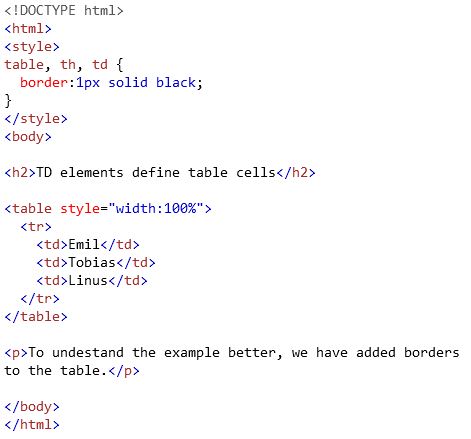 <!DOCTYPE html>
<html>
<style>
table, th, td {
  border:1px solid black;
}
</style>
<body>

<h2>TD elements define table cells</h2>

<table style="width:100%">
  <tr>
    <td>Emil</td>
    <td>Tobias</td>
    <td>Linus</td>
  </tr>
</table>

<p>To undestand the example better, we have added borders
to the table.</p>

</body>
</html>